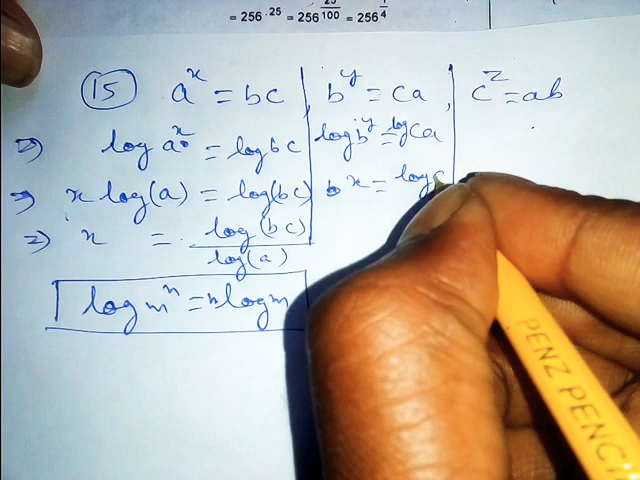 = 256^.25 = 256^25/100 = 256^1/4
(15) a^x = bc | , b^y = ca , | c^z = ab
⇒ log a^x = log bc | log b^y = log ca
⇒ x log(a) = log(bc) | x = log c
⇒ x = log(bc)/log(a)
log m^n = n log m
PENZ PENCI